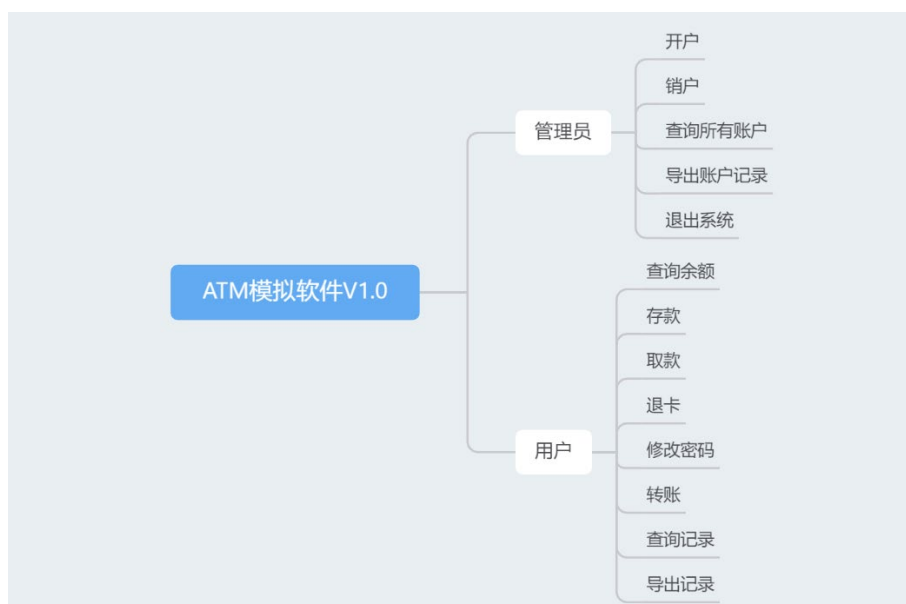 ATM模拟软件V1.0
管理员
开户
销户
查询所有账户
导出账户记录
退出系统
用户
查询余额
存款
取款
退卡
修改密码
转账
查询记录
导出记录